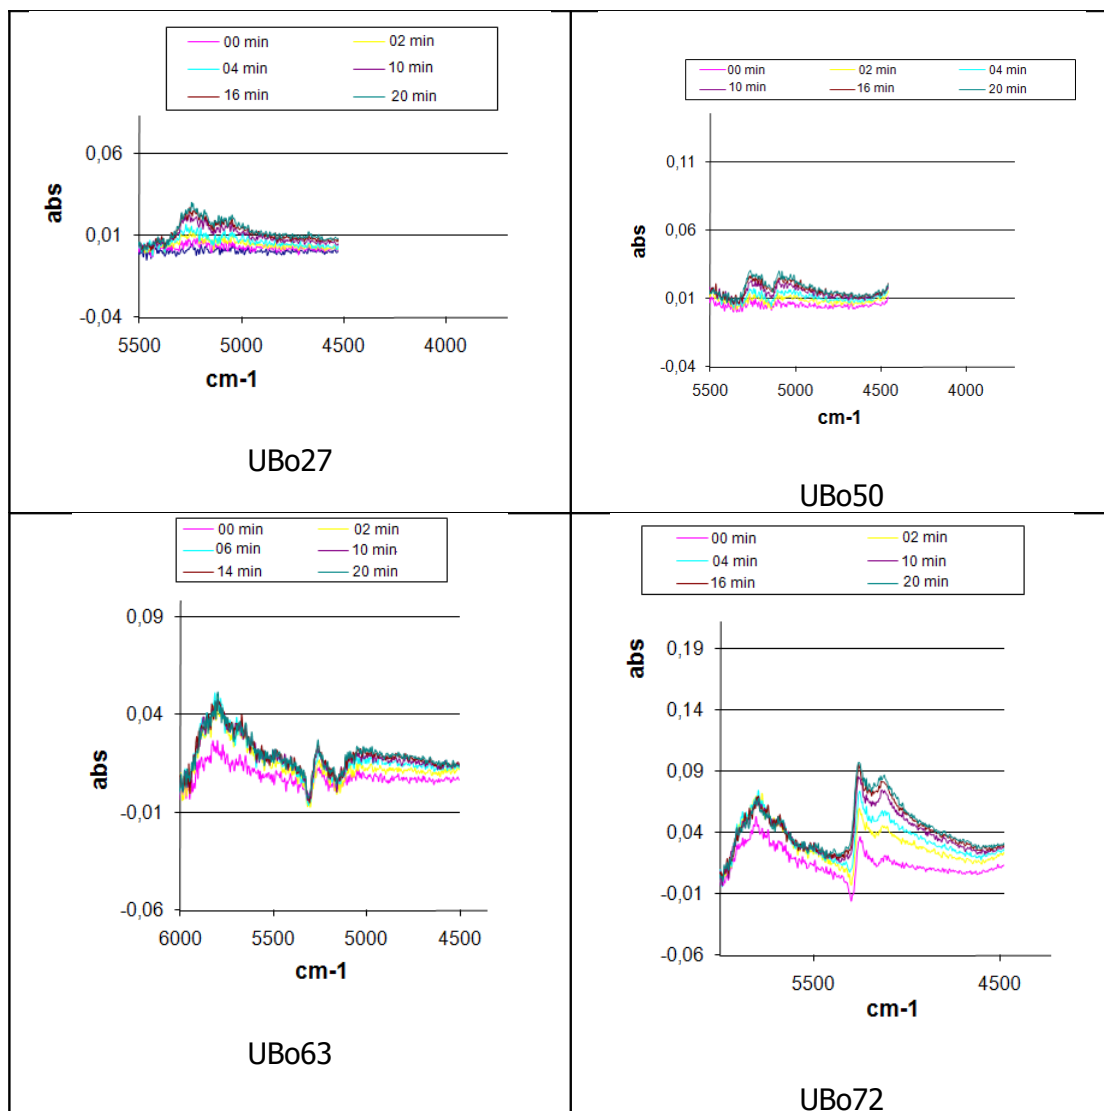 00 min 02 min
04 min 10 min
16 min 20 min
0,06
0,01
-0,04
abs
5500 5000 4500 4000
cm-1
UBo27
00 min 02 min 04 min
10 min 16 min 20 min
0,11
0,06
0,01
-0,04
abs
5500 5000 4500 4000
cm-1
UBo50
00 min 02 min
06 min 10 min
14 min 20 min
0,09
0,04
-0,01
-0,06
abs
6000 5500 5000 4500
cm-1
UBo63
00 min 02 min
04 min 10 min
16 min 20 min
abs
0,19
0,14
0,09
0,04
-0,01
-0,06
5500 4500
cm-1
UBo72